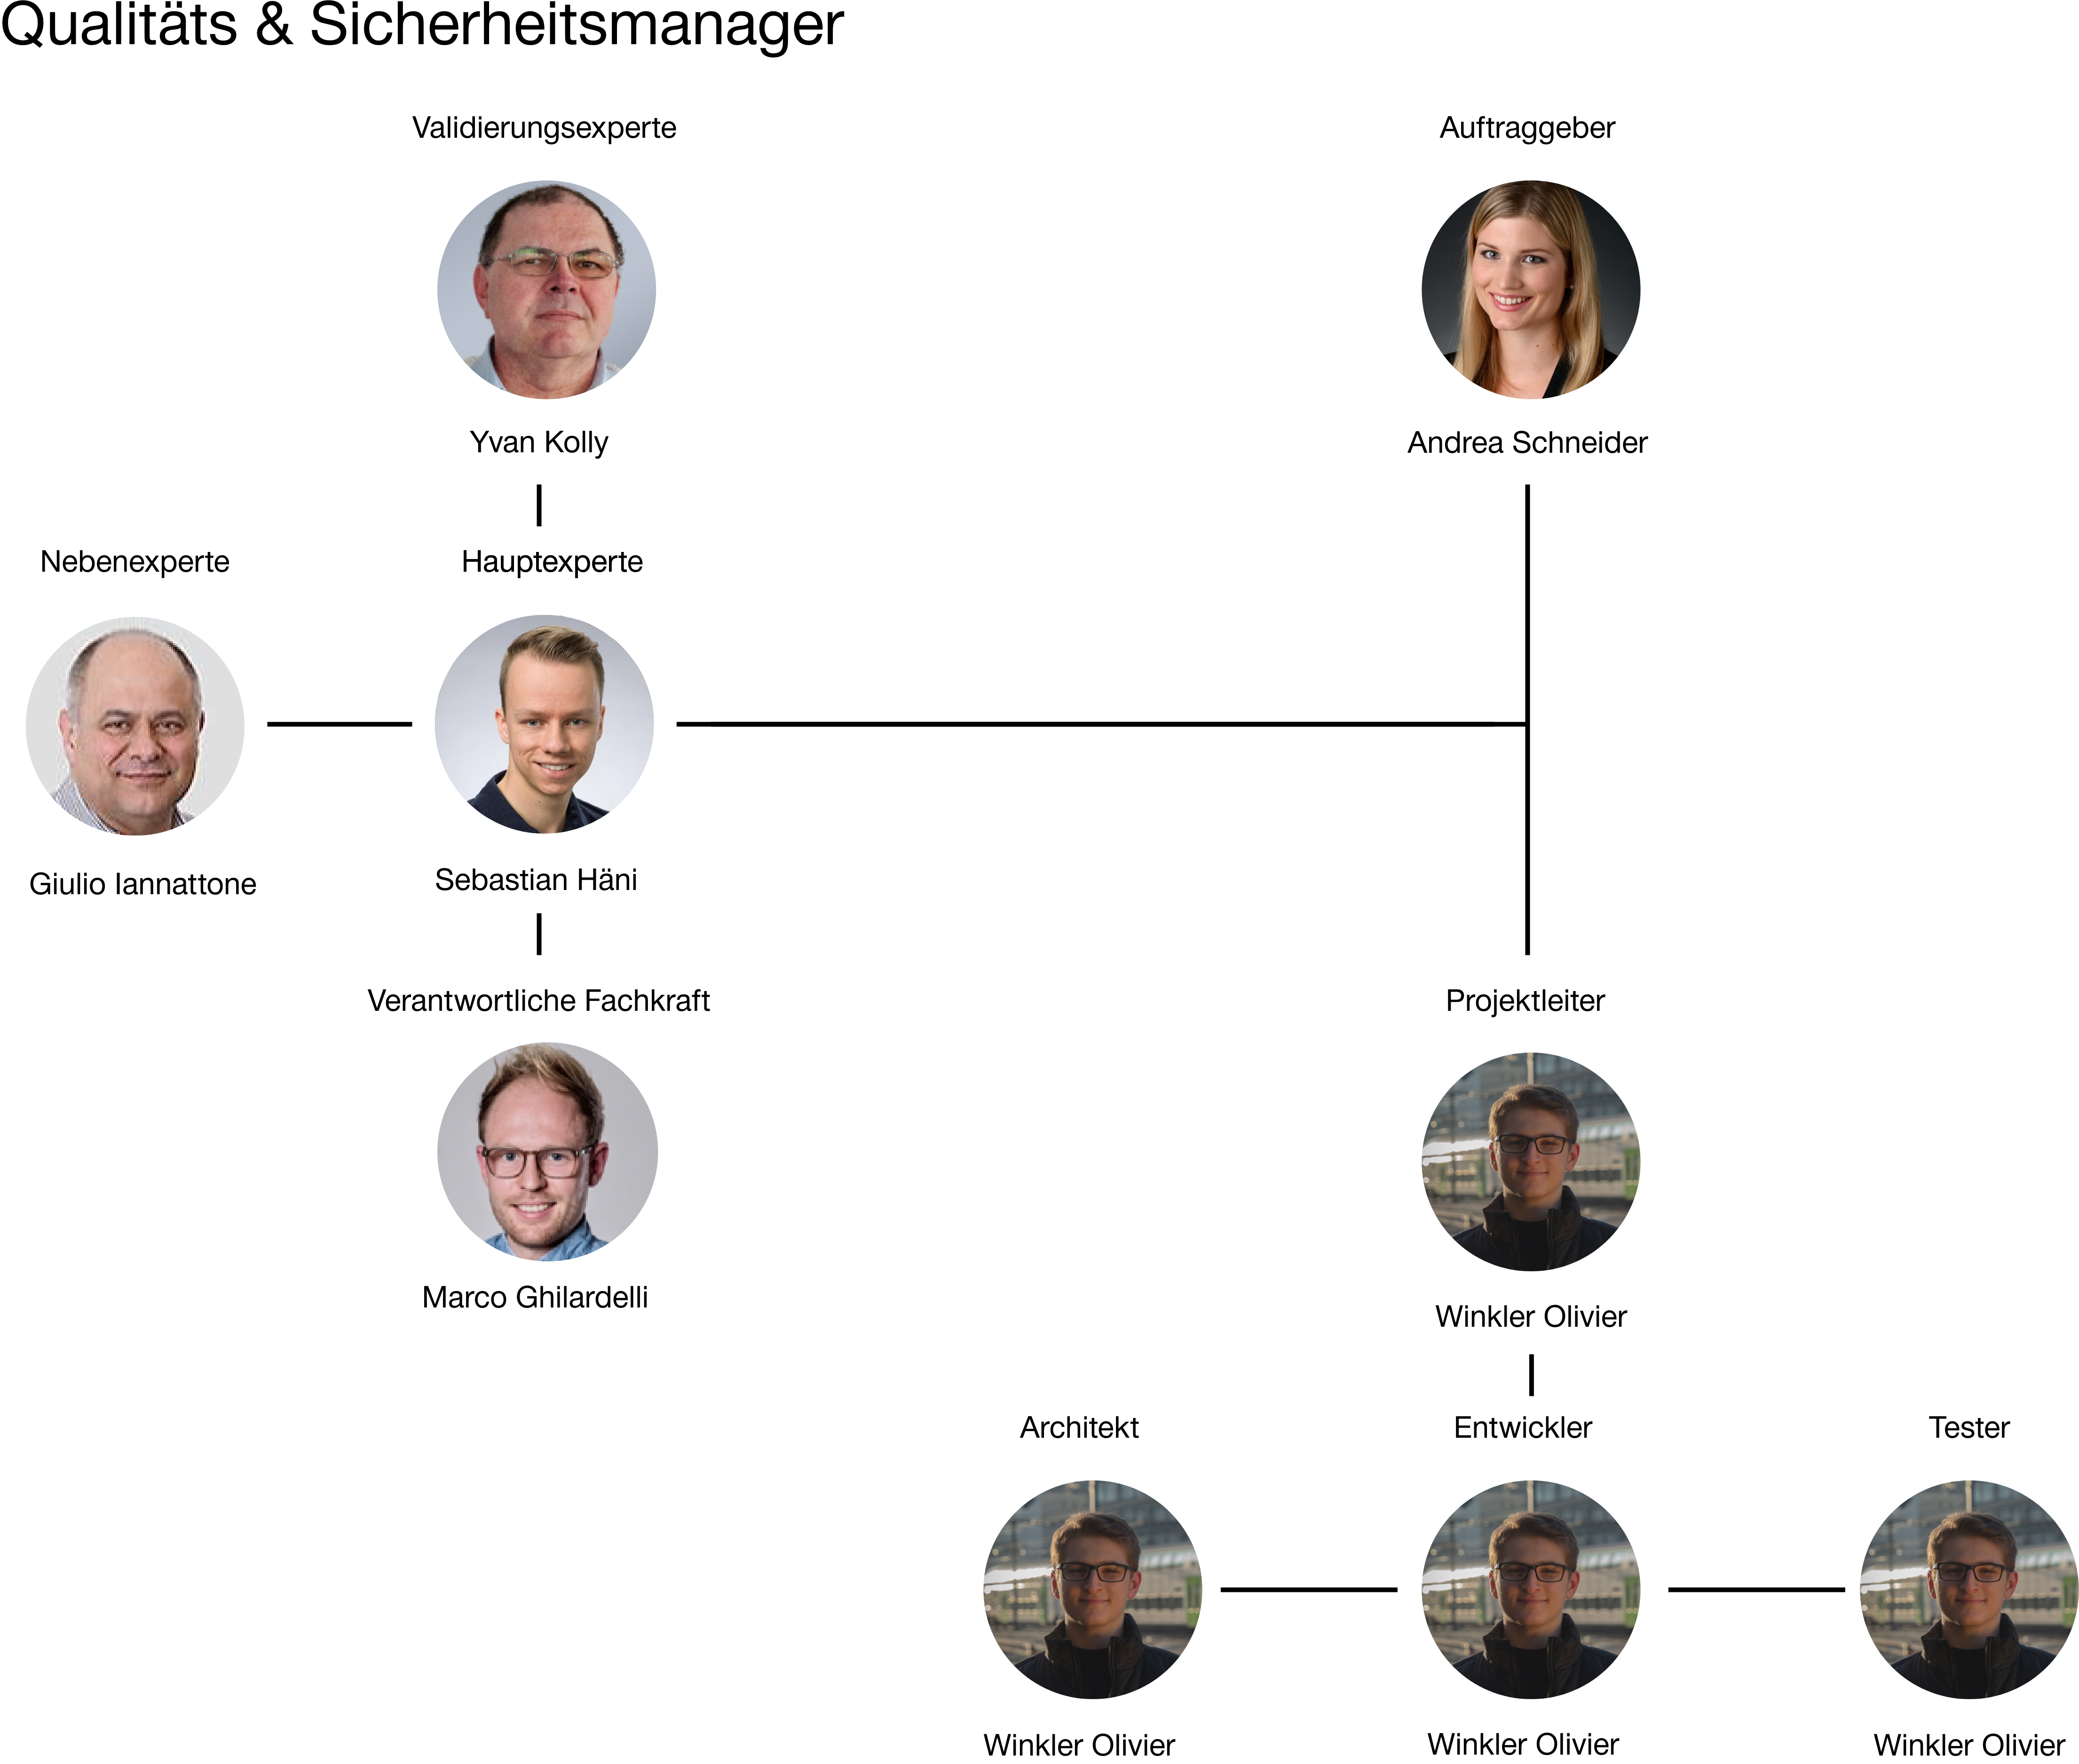 Qualitäts & Sicherheitsmanager
Validierungsexperte
Auftraggeber
Yvan Kolly
Andrea Schneider
Nebenexperte
Hauptexperte
Giulio Iannattone
Sebastian Häni
Verantwortliche Fachkraft
Projektleiter
Marco Ghilardelli
Winkler Olivier
Architekt
Entwickler
Tester
Winkler Olivier
Winkler Olivier
Winkler Olivier